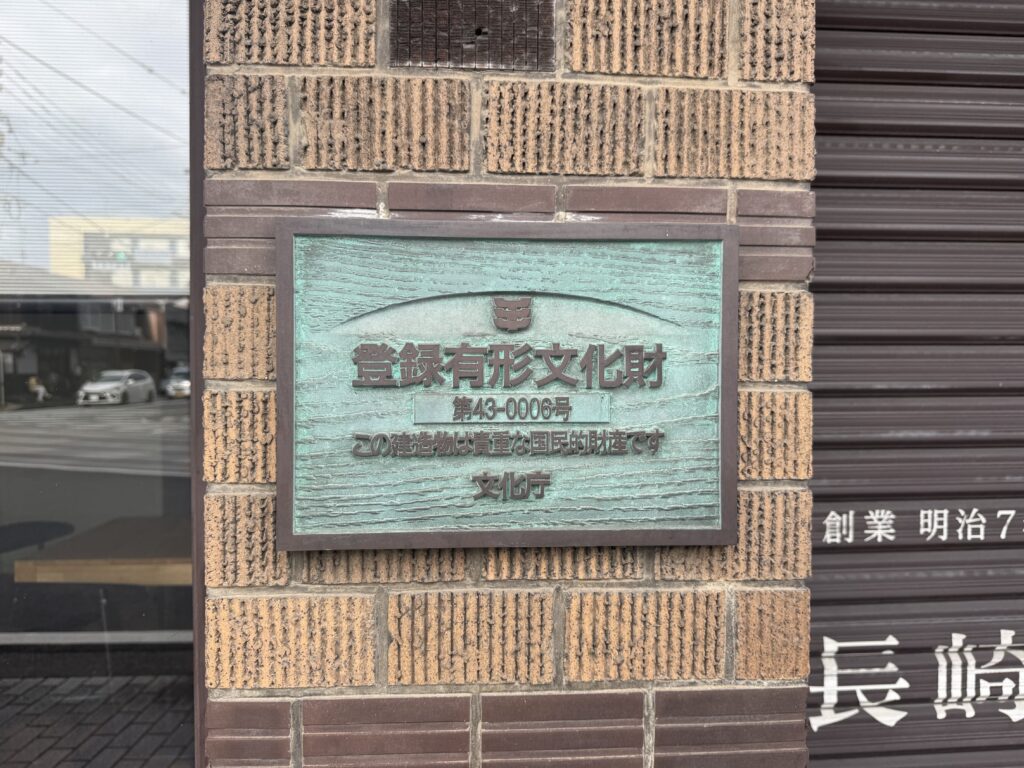 登録有形文化財
第43-0006号
この建造物は貴重な国民的財産です
文化庁
創業 明治7
長崎